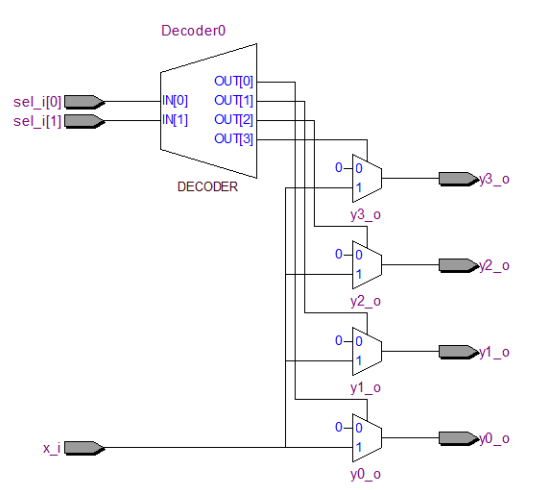 Decoder0
sel_i[0] IN[0] OUT[0]
sel_i[1] IN[1] OUT[1]
OUT[2]
OUT[3]
DECODER
0 0
1
y3_o
y3_o
0 0
1
y2_o
y2_o
0 0
1
y1_o
y1_o
x_i
0 0
1
y0_o
y0_o